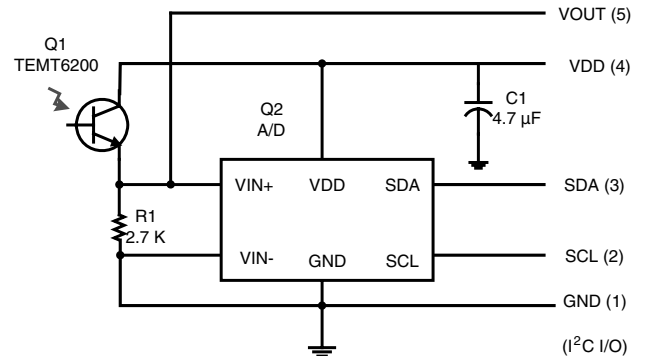 VOUT (5)
Q1
TEMT6200
VDD (4)
Q2
A/D
C1
4.7 µF
VIN+
VDD
SDA
SDA (3)
R1
2.7 K
VIN-
GND
SCL
SCL (2)
GND (1)
(I²C I/O)